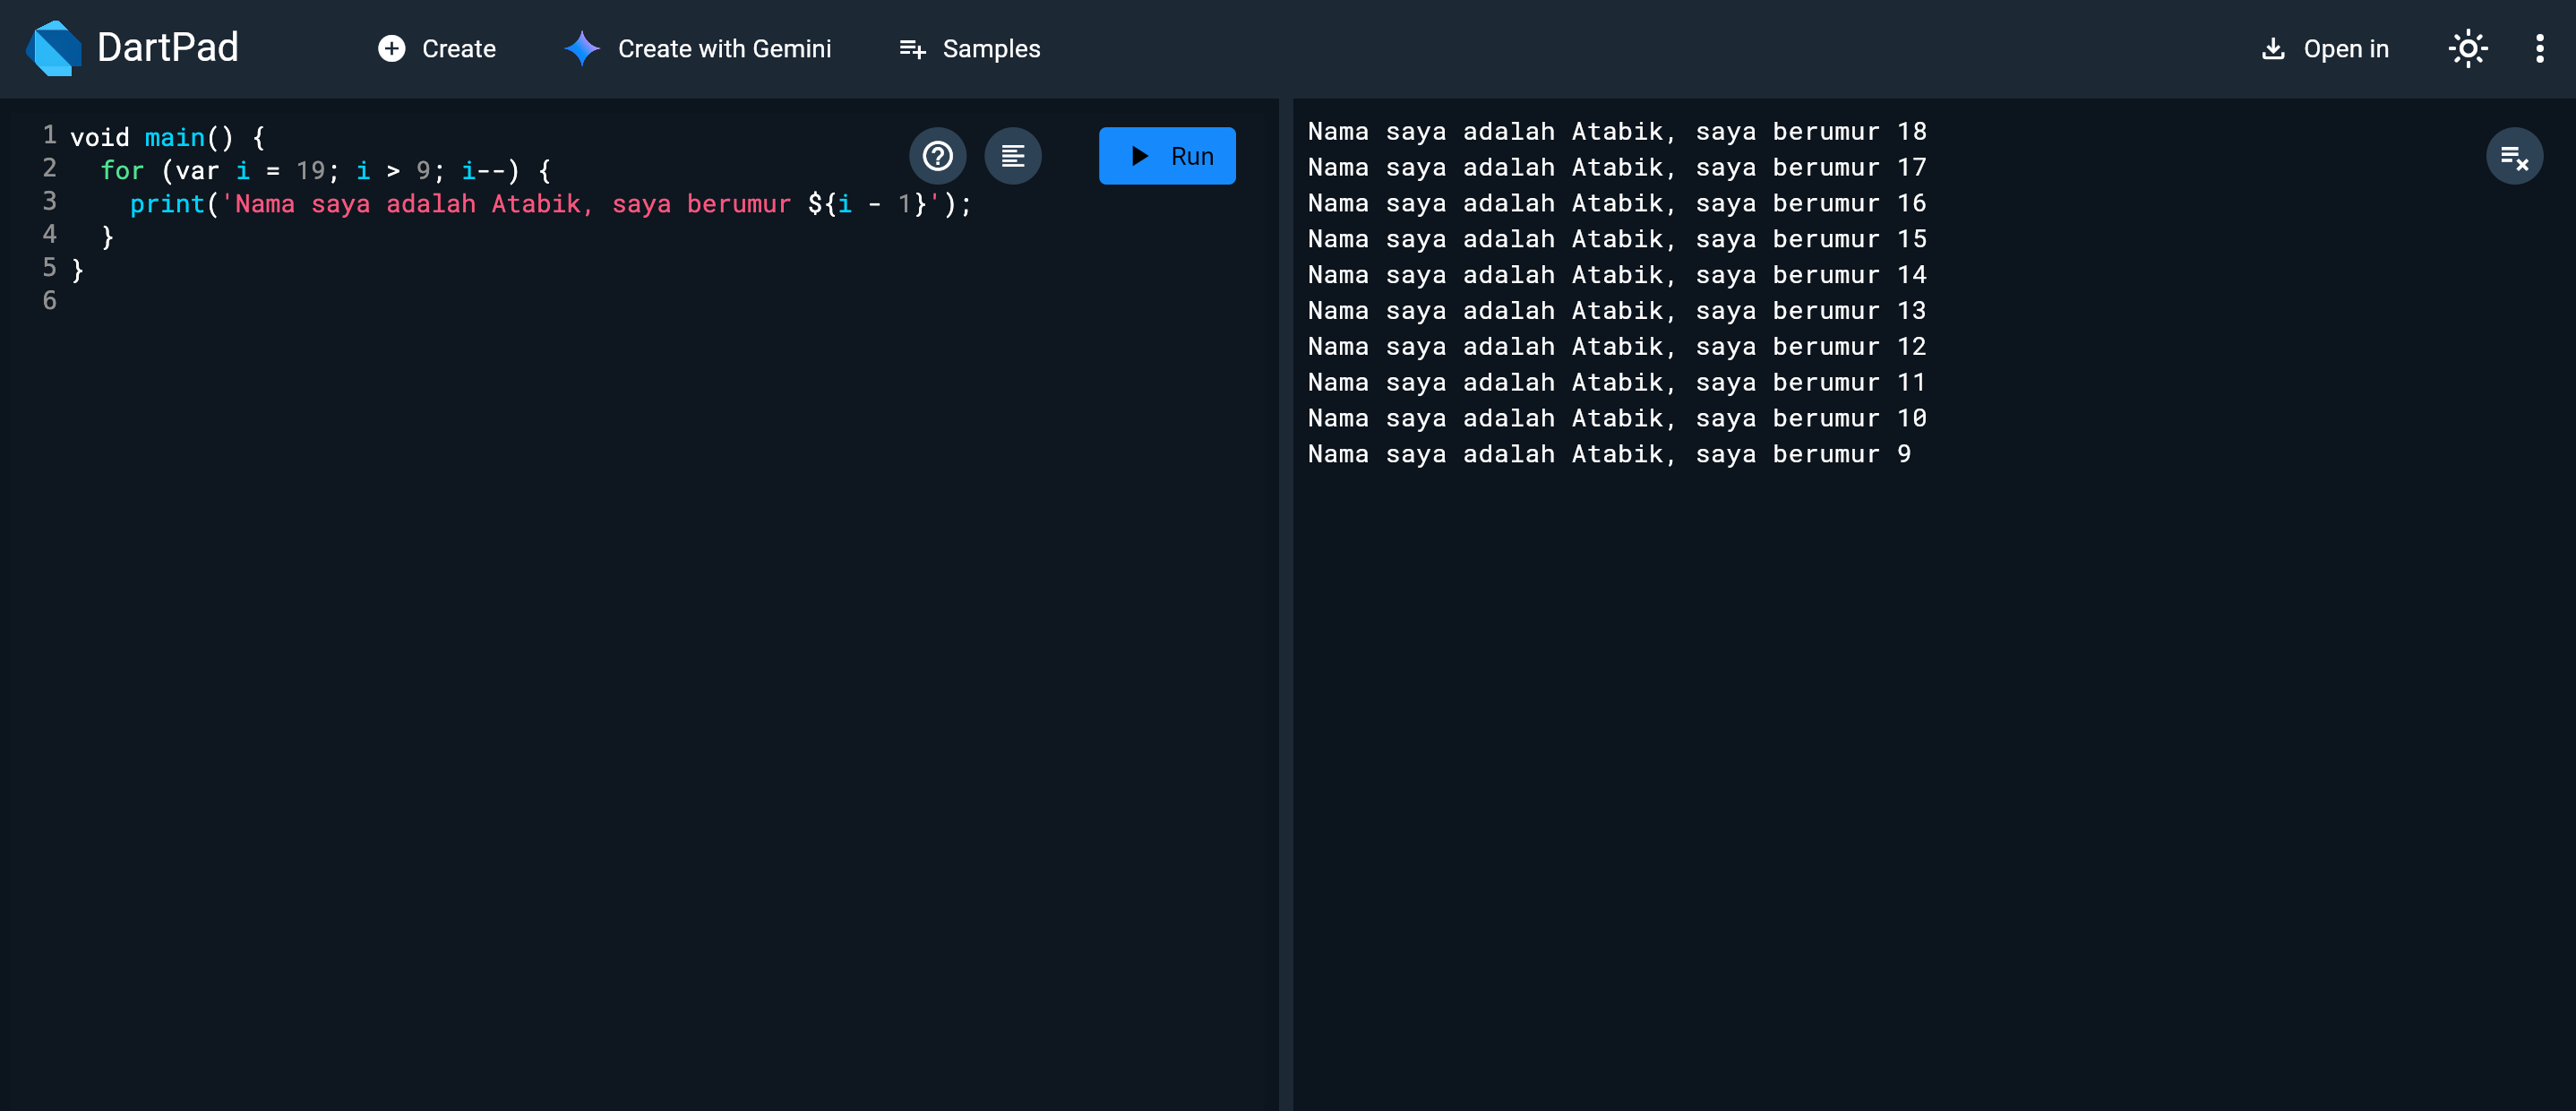 DartPad Create Create with Gemini Samples Open in
1 void main() {
2   for (var i = 19; i > 9; i--) {
3     print('Nama saya adalah Atabik, saya berumur ${i - 1}');
4   }
5 }
6
Run
Nama saya adalah Atabik, saya berumur 18
Nama saya adalah Atabik, saya berumur 17
Nama saya adalah Atabik, saya berumur 16
Nama saya adalah Atabik, saya berumur 15
Nama saya adalah Atabik, saya berumur 14
Nama saya adalah Atabik, saya berumur 13
Nama saya adalah Atabik, saya berumur 12
Nama saya adalah Atabik, saya berumur 11
Nama saya adalah Atabik, saya berumur 10
Nama saya adalah Atabik, saya berumur 9